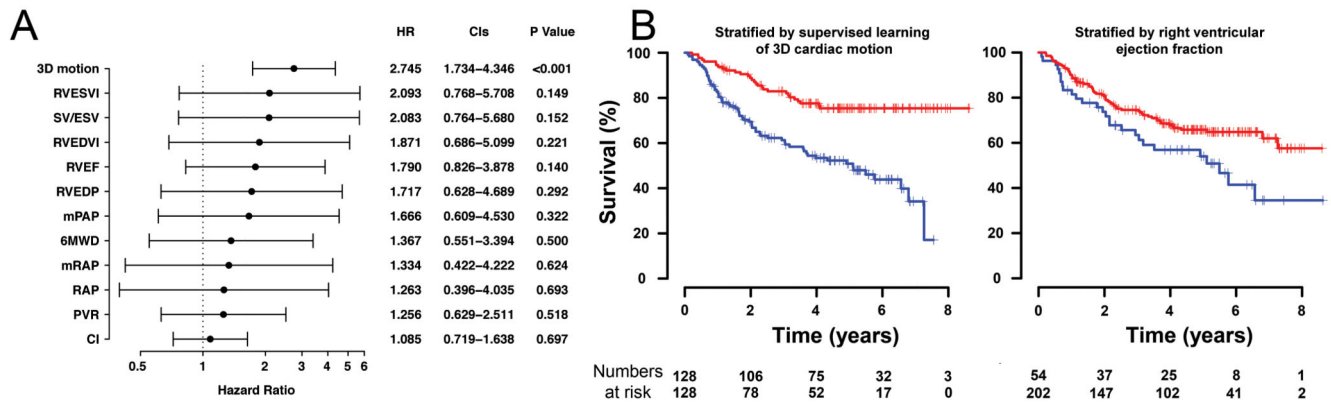 A
HR CIs P Value
3D motion 2.745 1.734–4.346 <0.001
RVESVI 2.093 0.768–5.708 0.149
SV/ESV 2.083 0.764–5.680 0.152
RVEDVI 1.871 0.686–5.099 0.221
RVEF 1.790 0.826–3.878 0.140
RVEDP 1.717 0.628–4.689 0.292
mPAP 1.666 0.609–4.530 0.322
6MWD 1.367 0.551–3.394 0.500
mRAP 1.334 0.422–4.222 0.624
RAP 1.263 0.396–4.035 0.693
PVR 1.256 0.629–2.511 0.518
CI 1.085 0.719–1.638 0.697
0.5 1 2 3 4 5 6
Hazard Ratio
B
Stratified by supervised learning
of 3D cardiac motion
Survival (%)
100
80
60
40
20
0
0 2 4 6 8
Time (years)
Numbers 128 106 75 32 3
at risk 128 78 52 17 0
Stratified by right ventricular
ejection fraction
100
80
60
40
20
0
0 2 4 6 8
Time (years)
54 37 25 8 1
202 147 102 41 2